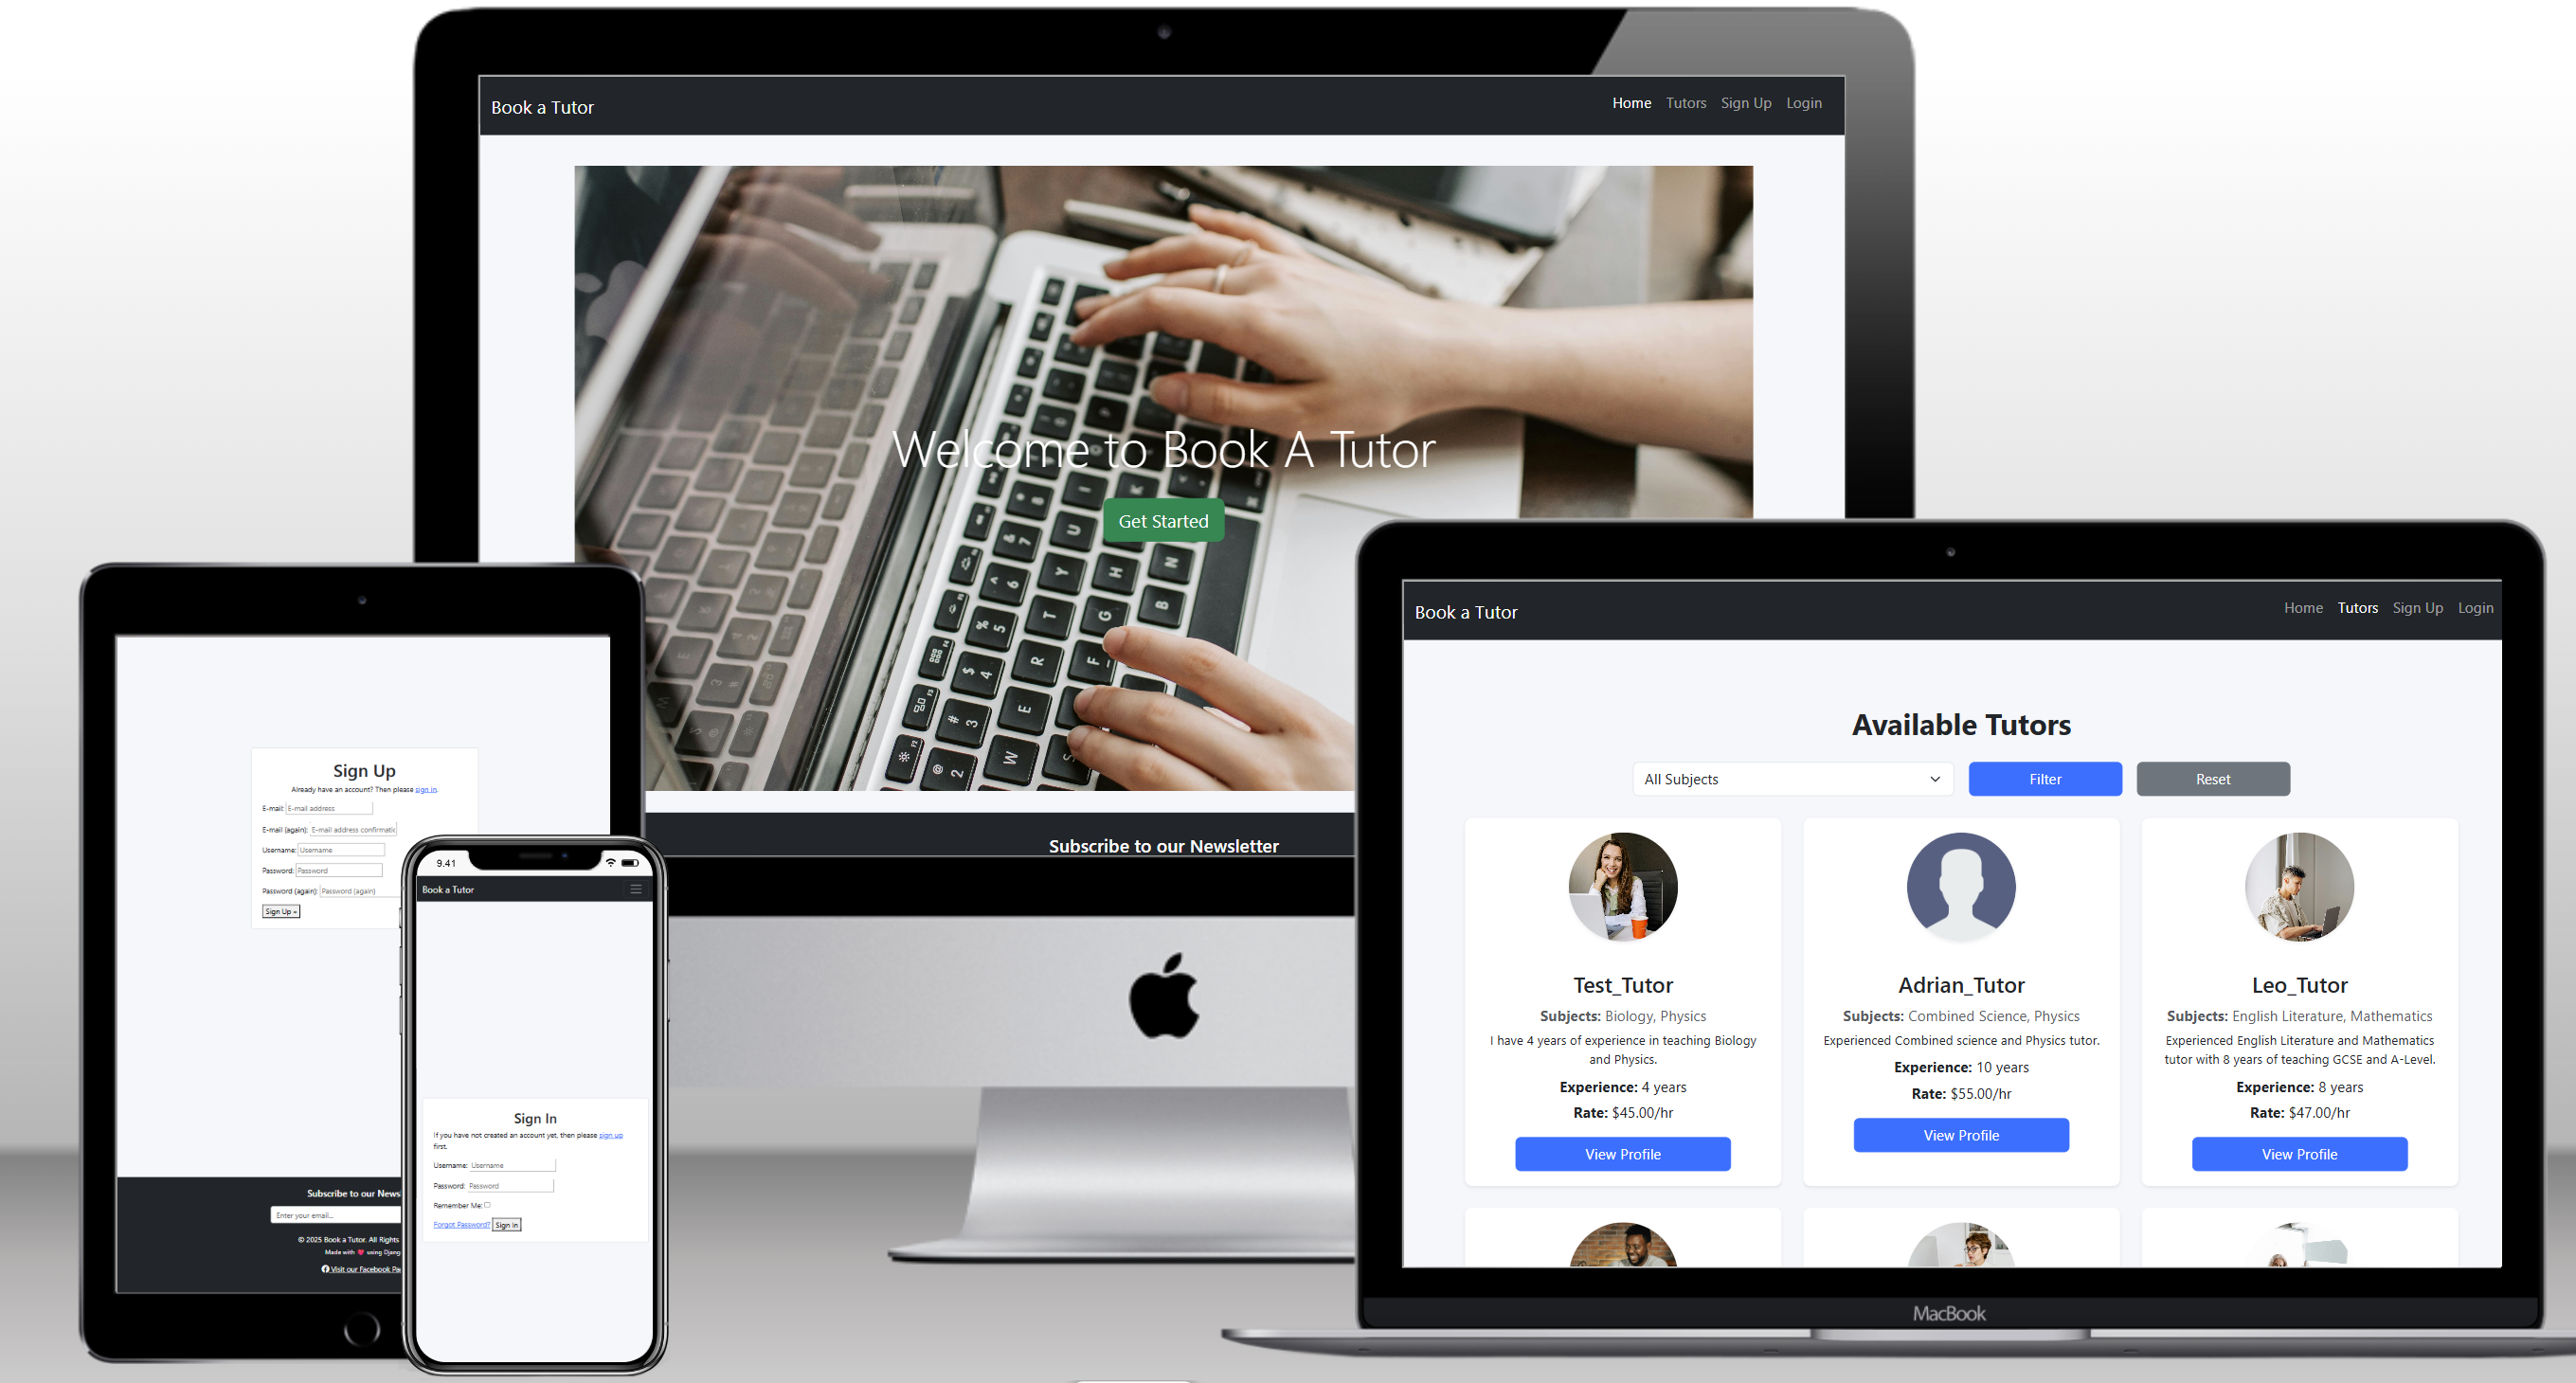 Book a Tutor
Home Tutors Sign Up Login
Welcome to Book A Tutor
Get Started
Subscribe to our Newsletter
Sign Up
Already have an account? Then please sign in.
E-mail: E-mail address
E-mail (again): E-mail address confirmatic
Username: Username
Password: Password
Password (again): Password (again)
Sign Up »
Subscribe to our News
Enter your email...
© 2025 Book a Tutor. All Rights
Made with using Djang
Visit our Facebook Pa
9.41
Book a Tutor
Sign In
If you have not created an account yet, then please sign up
first.
Username: Username
Password: Password
Remember Me:
Forgot Password? Sign In
Book a Tutor
Home Tutors Sign Up Login
Available Tutors
All Subjects Filter Reset
Test_Tutor
Subjects: Biology, Physics
I have 4 years of experience in teaching Biology
and Physics.
Experience: 4 years
Rate: $45.00/hr
View Profile
Adrian_Tutor
Subjects: Combined Science, Physics
Experienced Combined science and Physics tutor.
Experience: 10 years
Rate: $55.00/hr
View Profile
Leo_Tutor
Subjects: English Literature, Mathematics
Experienced English Literature and Mathematics
tutor with 8 years of teaching GCSE and A-Level.
Experience: 8 years
Rate: $47.00/hr
View Profile
MacBook